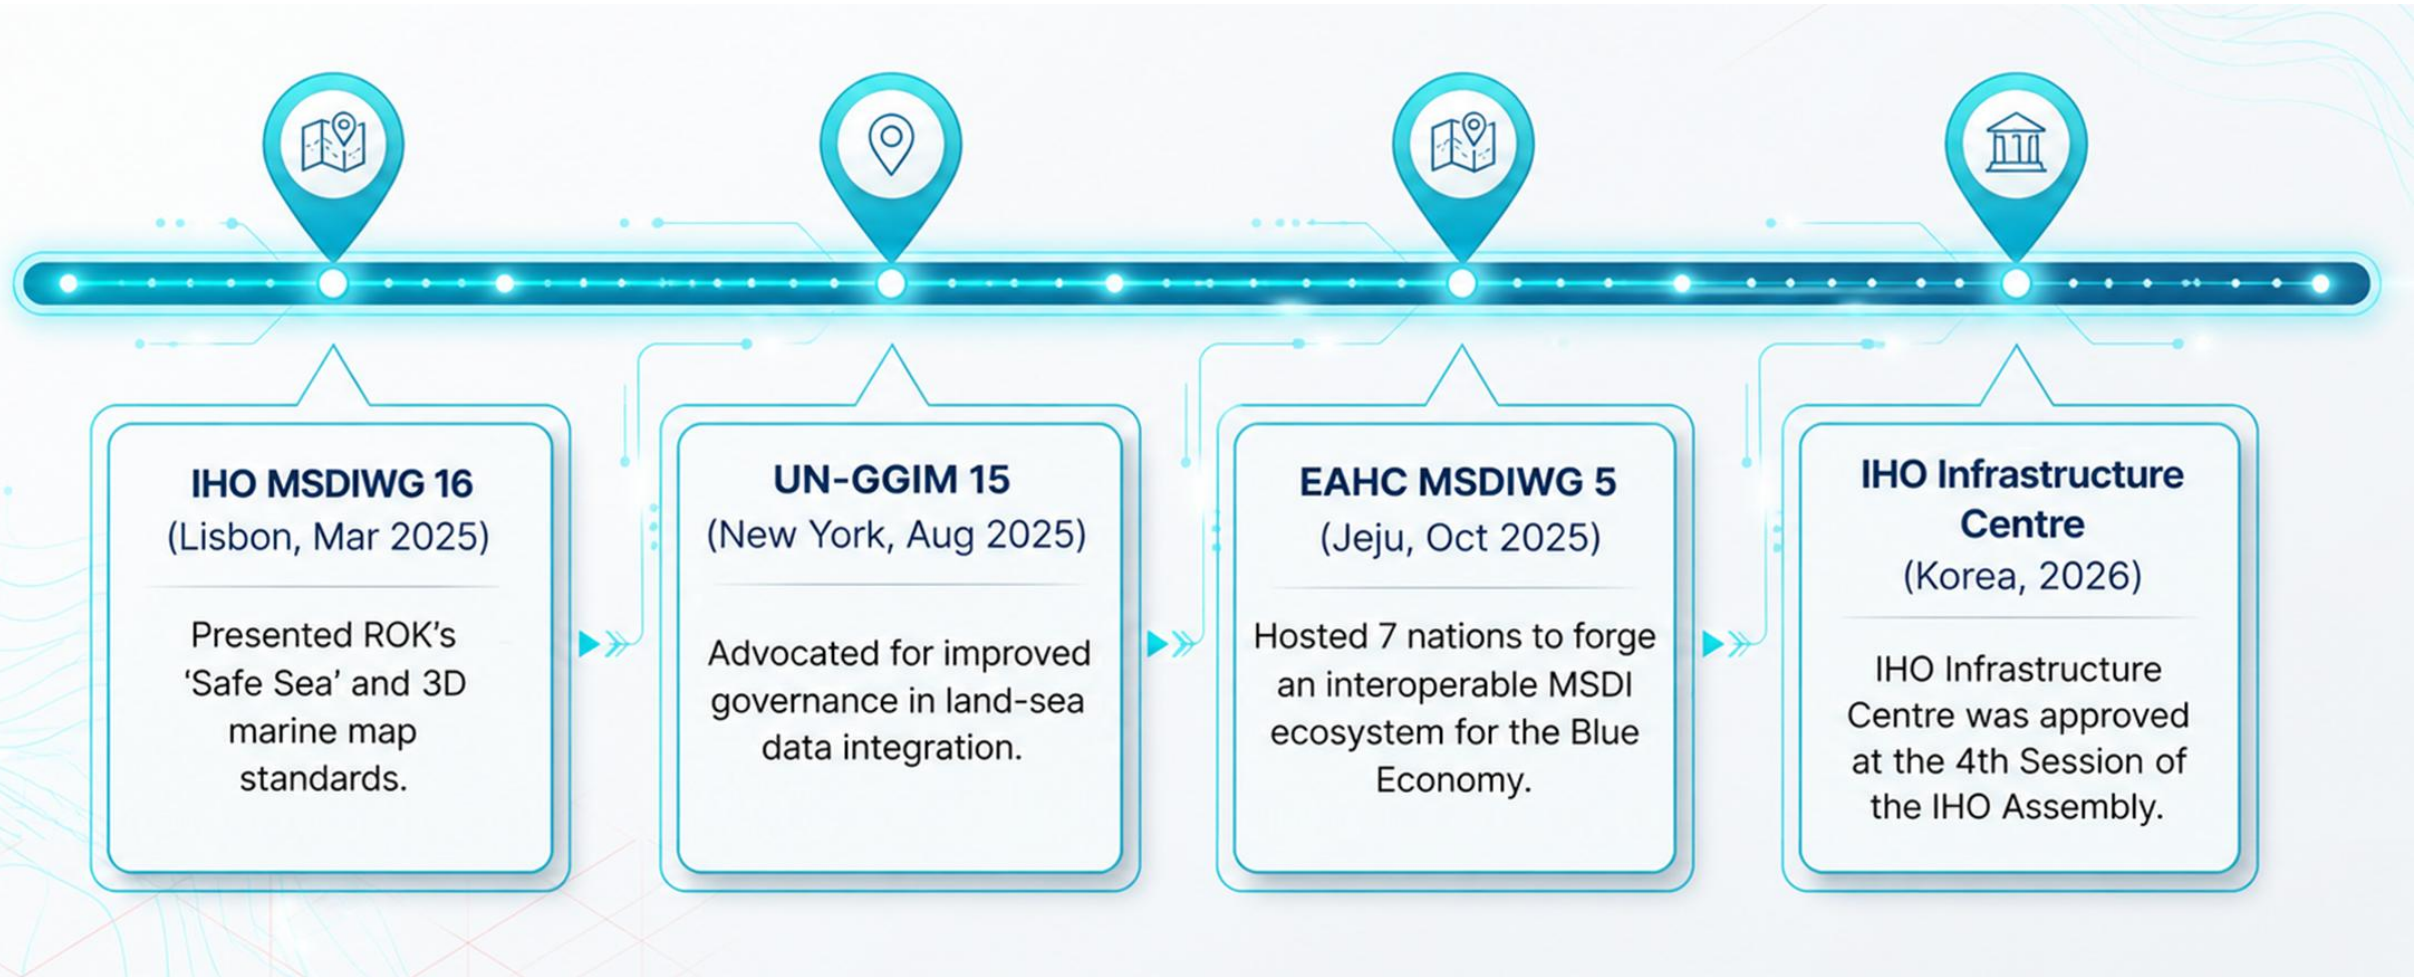 IHO MSDIWG 16
(Lisbon, Mar 2025)
Presented ROK's
‘Safe Sea’ and 3D
marine map
standards.
UN-GGIM 15
(New York, Aug 2025)
Advocated for improved
governance in land-sea
data integration.
EAHC MSDIWG 5
(Jeju, Oct 2025)
Hosted 7 nations to forge
an interoperable MSDI
ecosystem for the Blue
Economy.
IHO Infrastructure
Centre
(Korea, 2026)
IHO Infrastructure
Centre was approved
at the 4th Session of
the IHO Assembly.